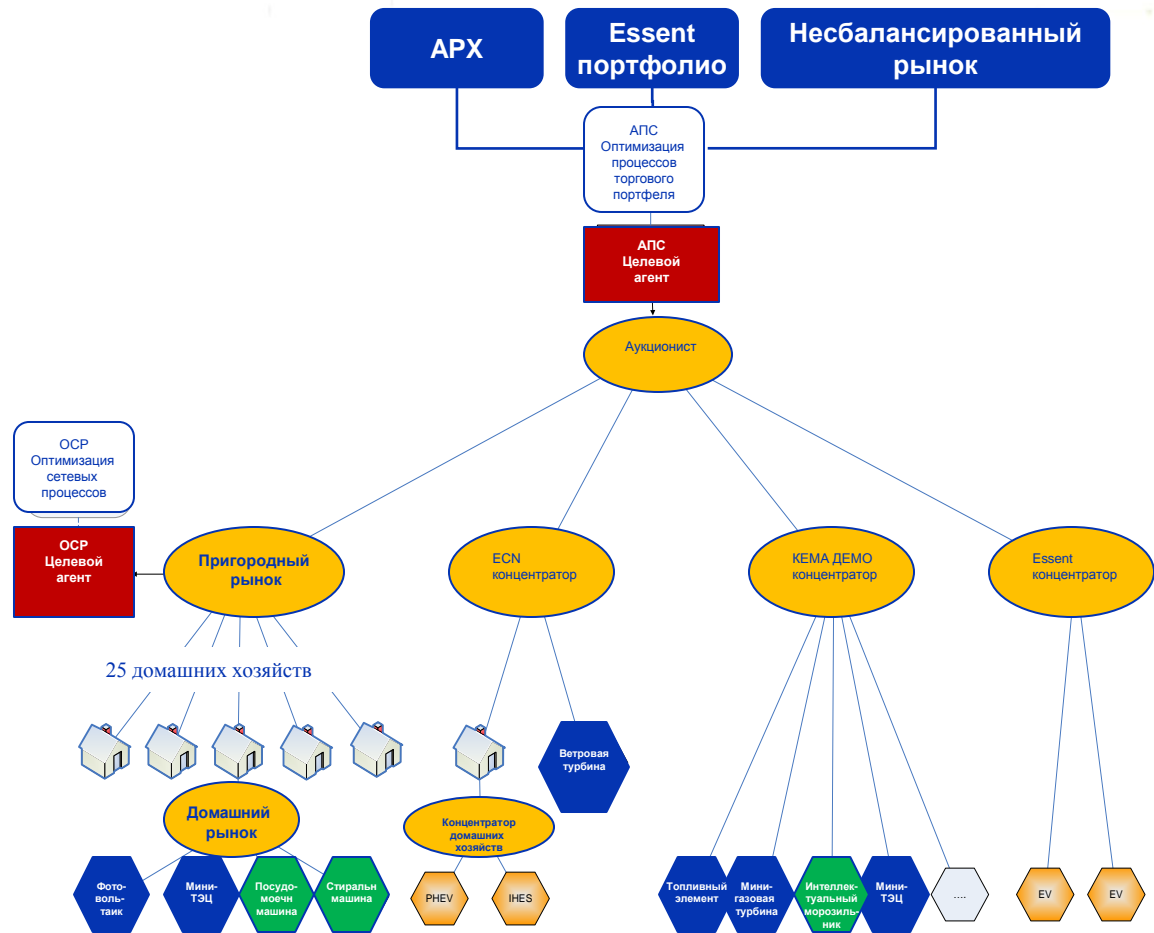 APX
Essent
портфолио
Несбалансированный
рынок
АПС
Оптимизация
процессов
торгового
портфеля
АПС
Целевой
агент
Аукционист
ОСР
Оптимизация
сетевых
процессов
ОСР
Целевой
агент
Пригородный
рынок
ECN
концентратор
КЕМА ДЕМО
концентратор
Essent
концентратор
25 домашних хозяйств
Ветровая
турбина
Домашний
рынок
Концентратор
домашних
хозяйств
Фото-
воль-
таик
Мини-
ТЭЦ
Посудо-
моечн
машина
Стиральн
машина
PHEV
IHES
Топливный
элемент
Мини-
газовая
турбина
Интеллек-
туальный
морозиль-
ник
Мини-
ТЭЦ
....
EV
EV